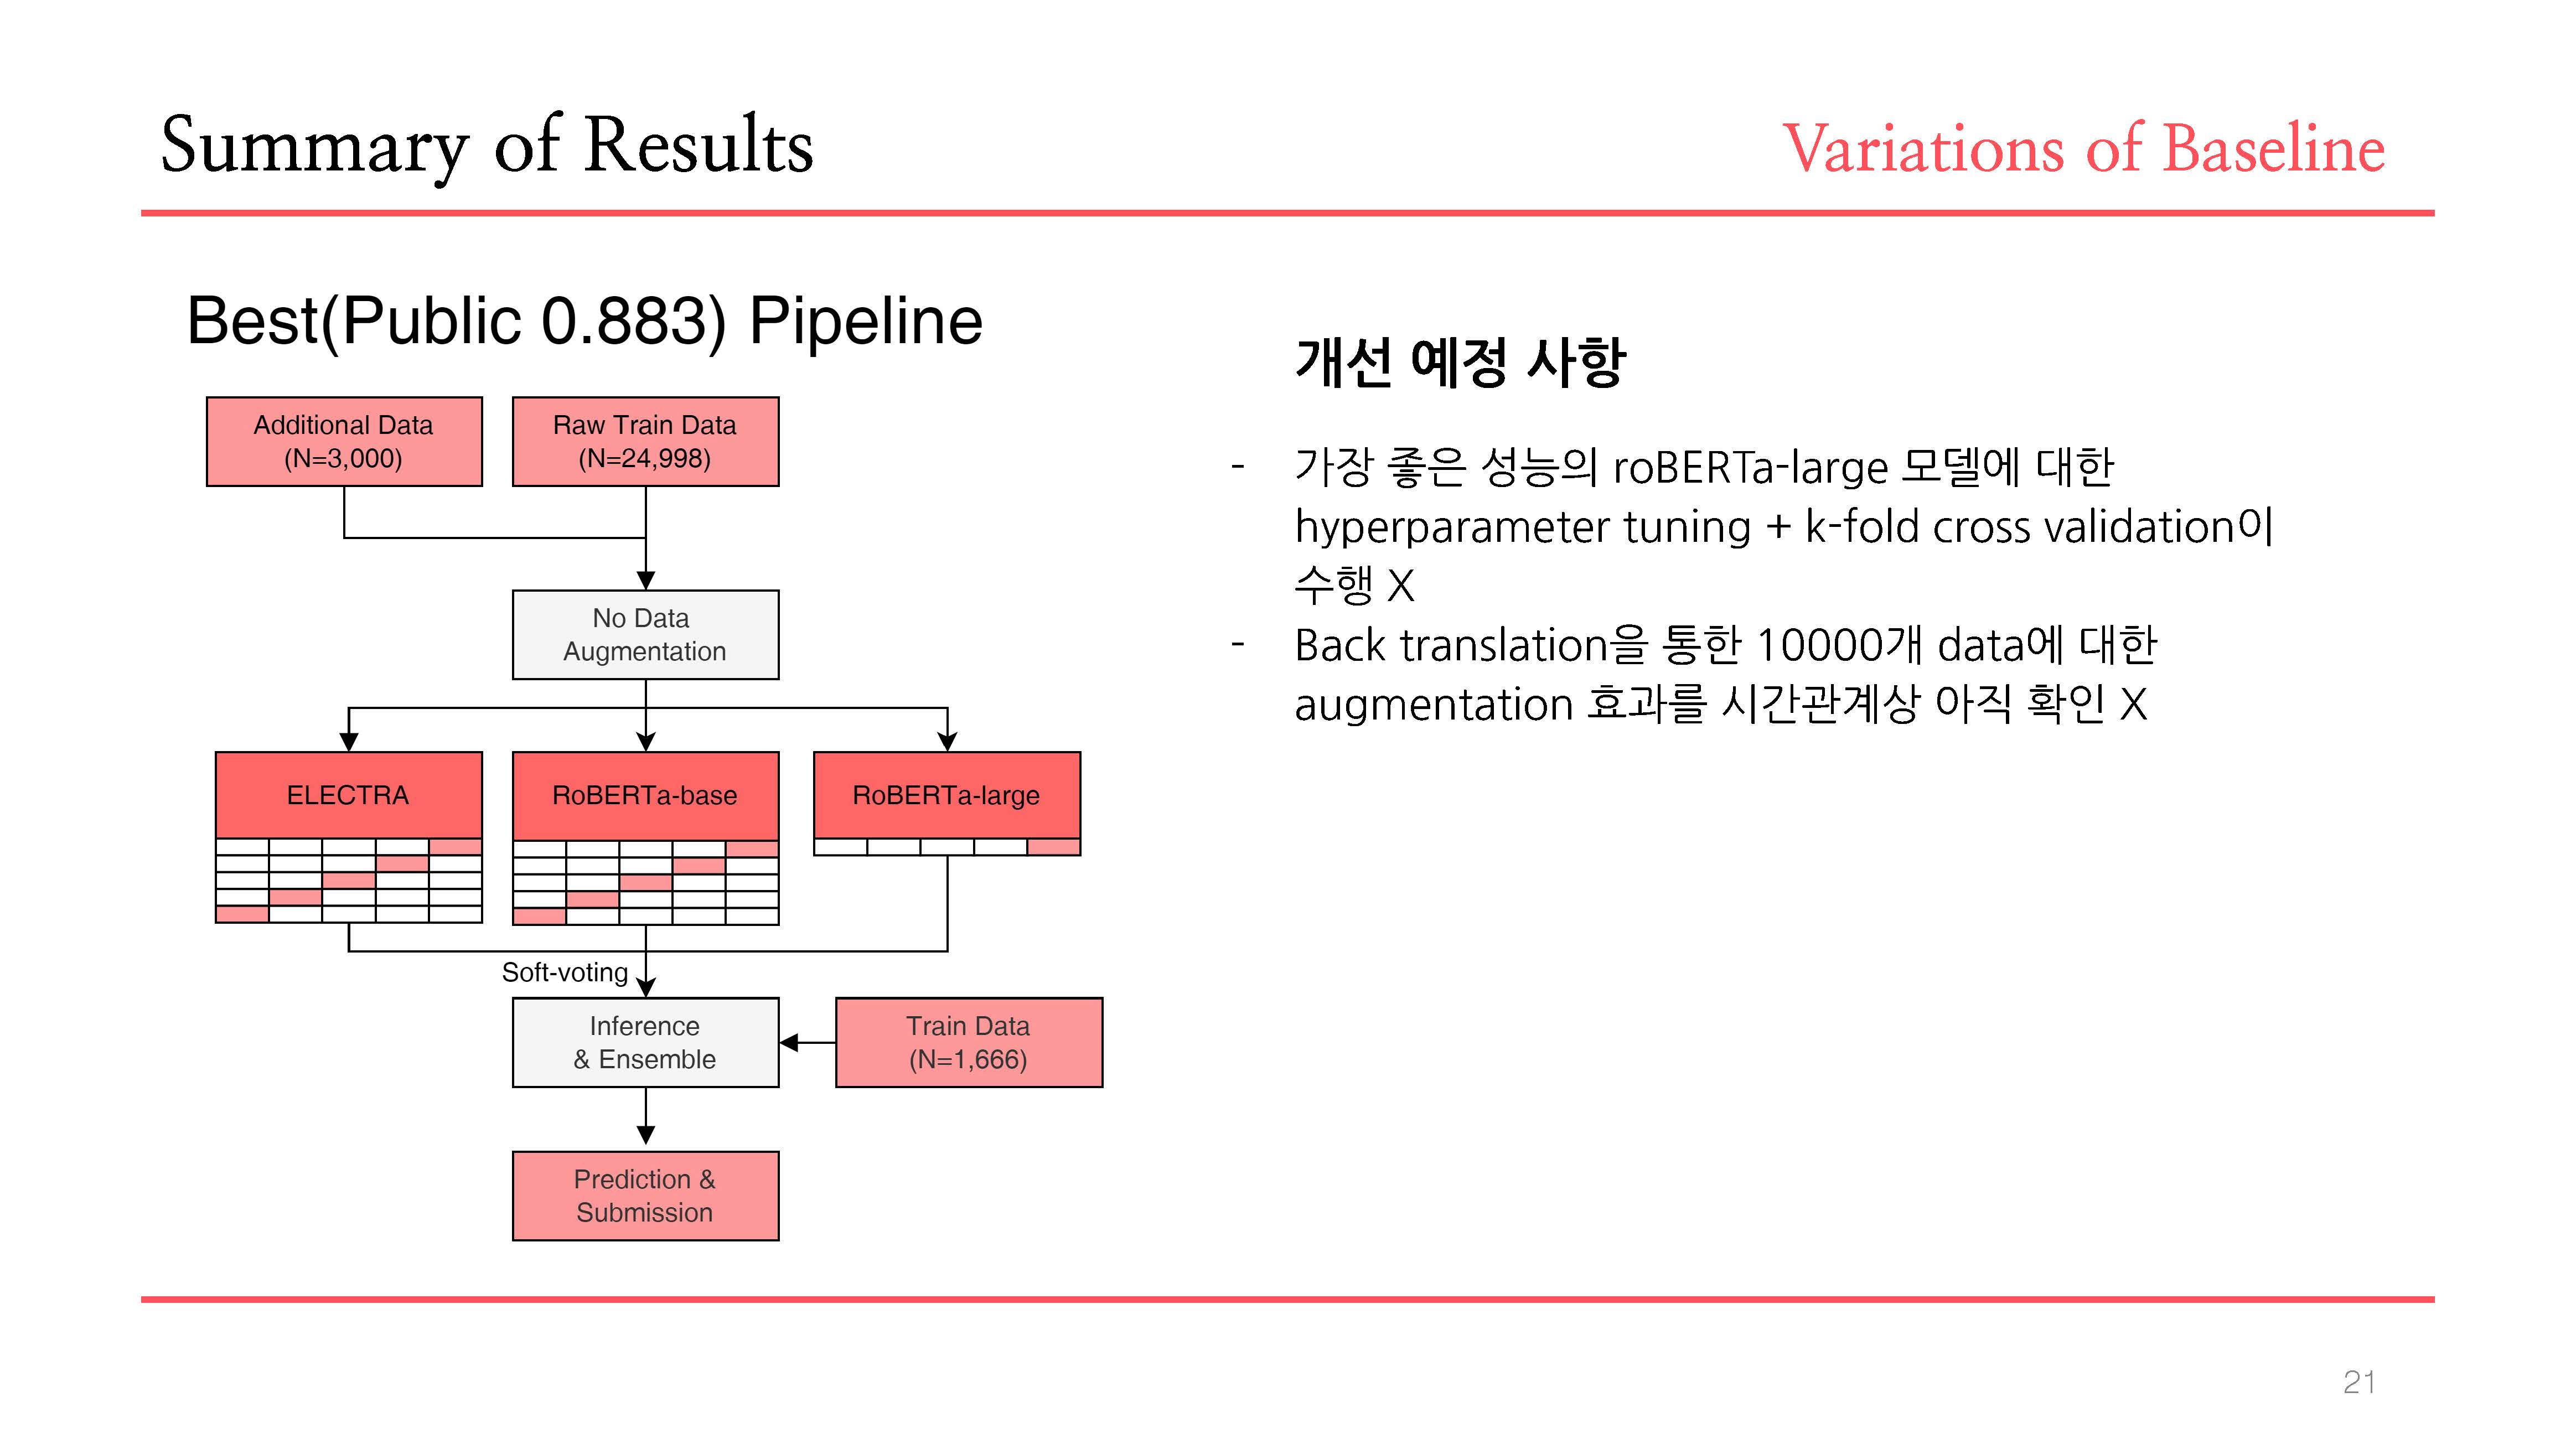 Summary of Results
Variations of Baseline
Best(Public 0.883) Pipeline
Additional Data
(N=3,000)
Raw Train Data
(N=24,998)
No Data
Augmentation
ELECTRA
RoBERTa-base
RoBERTa-large
Soft-voting
Inference
& Ensemble
Train Data
(N=1,666)
Prediction &
Submission
개선 예정 사항
- 가장 좋은 성능의 roBERTa-large 모델에 대한
hyperparameter tuning + k-fold cross validation이
수행 X
- Back translation을 통한 10000개 data에 대한
augmentation 효과를 시간관계상 아직 확인 X
21